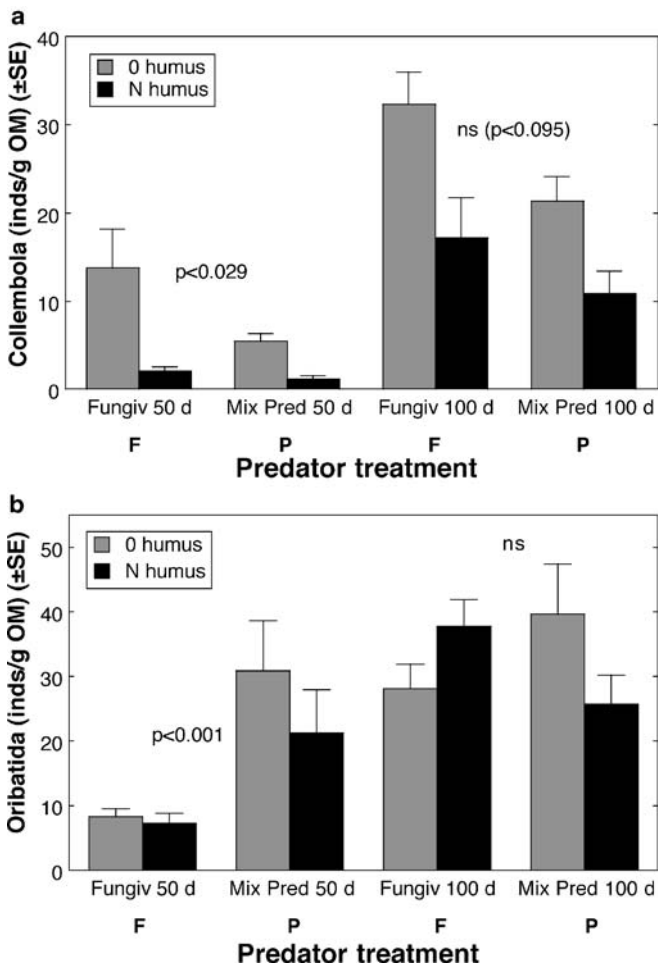 a
40
30
20
10
0
Collembola (inds/g OM) (±SE)
0 humus
N humus
ns (p<0.095)
p<0.029
Fungiv 50 d Mix Pred 50 d Fungiv 100 d Mix Pred 100 d
F P F P
Predator treatment
b
50
40
30
20
10
0
Oribatida (inds/g OM) (±SE)
0 humus
N humus
ns
p<0.001
Fungiv 50 d Mix Pred 50 d Fungiv 100 d Mix Pred 100 d
F P F P
Predator treatment